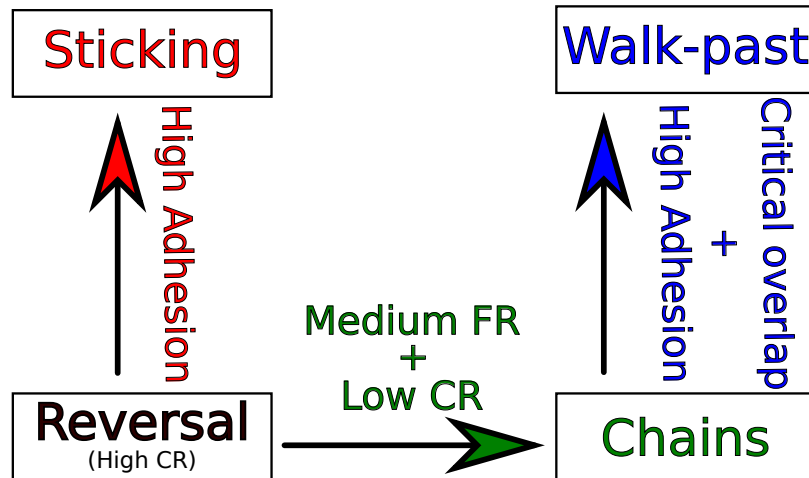 Sticking
Walk-past
High Adhesion
High Adhesion
+
Critical overlap
Medium FR
+
Low CR
Reversal
(High CR)
Chains